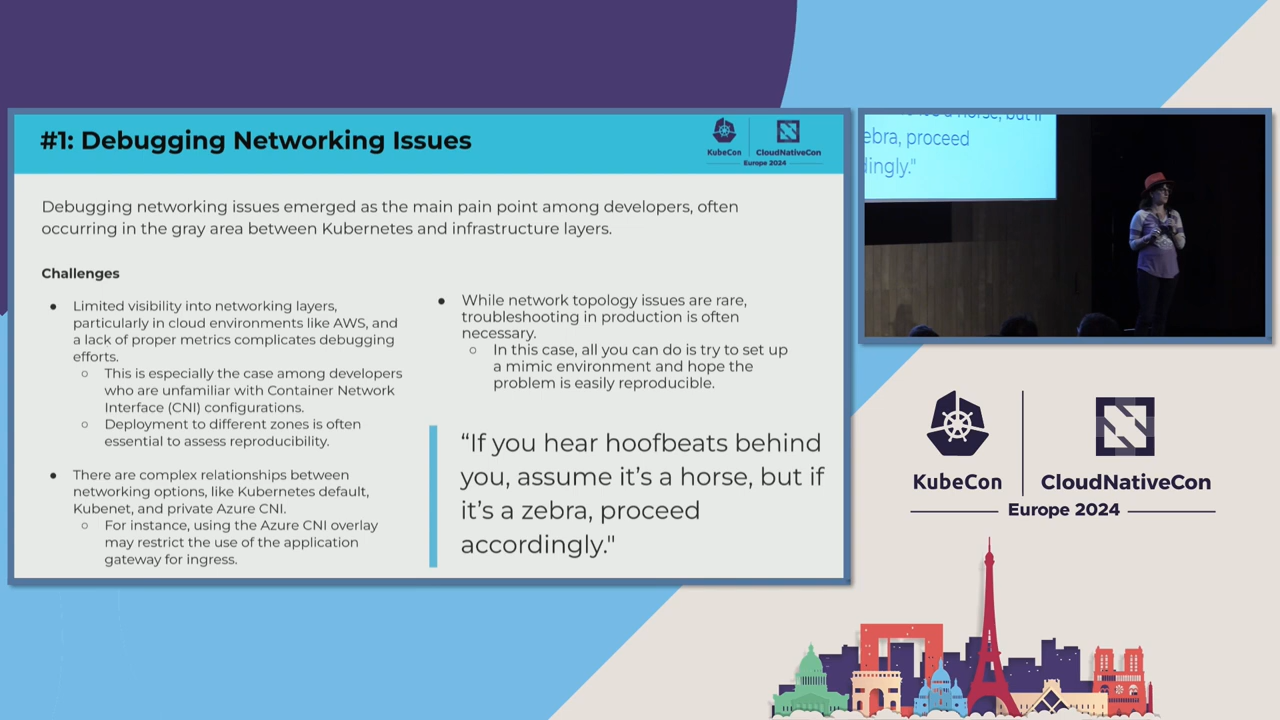 #1: Debugging Networking Issues
KubeCon
CloudNativeCon
Europe 2024
Debugging networking issues emerged as the main pain point among developers, often
occurring in the gray area between Kubernetes and infrastructure layers.
Challenges
● Limited visibility into networking layers,
particularly in cloud environments like AWS, and
a lack of proper metrics complicates debugging
efforts.
○ This is especially the case among developers
who are unfamiliar with Container Network
Interface (CNI) configurations.
○ Deployment to different zones is often
essential to assess reproducibility.
● There are complex relationships between
networking options, like Kubernetes default,
Kubenet, and private Azure CNI.
○ For instance, using the Azure CNI overlay
may restrict the use of the application
gateway for ingress.
● While network topology issues are rare,
troubleshooting in production is often
necessary.
○ In this case, all you can do is try to set up
a mimic environment and hope the
problem is easily reproducible.
“If you hear hoofbeats behind
you, assume it’s a horse, but if
it’s a zebra, proceed
accordingly."
horse, but if
ebra, proceed
dingly."
KubeCon
CloudNativeCon
Europe 2024